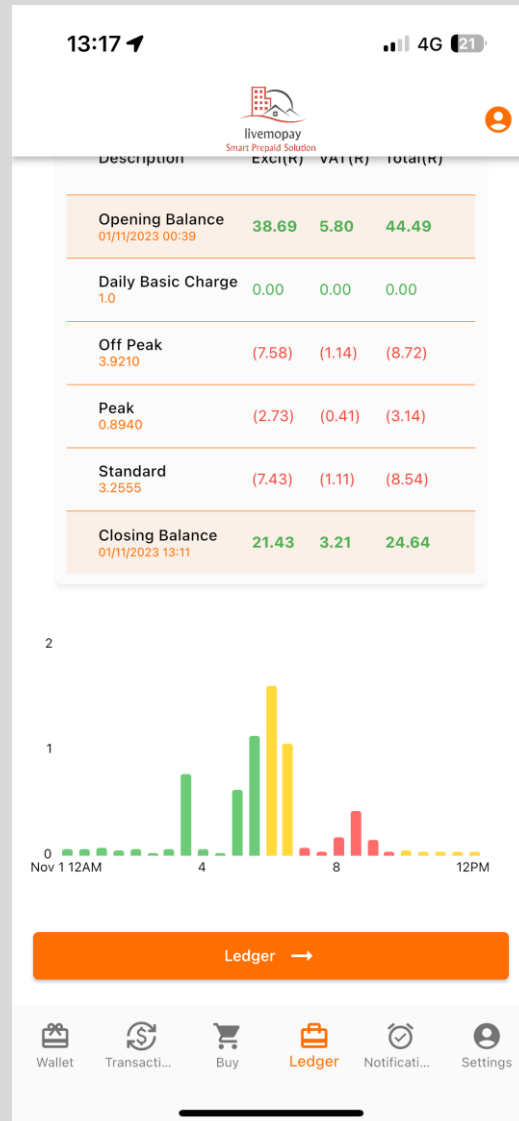 13:17 4G 21
livemopay
Smart Prepaid Solution
Description Excl(R) VAT(R) Total(R)
Opening Balance 38.69 5.80 44.49
01/11/2023 00:39
Daily Basic Charge 0.00 0.00 0.00
1.0
Off Peak (7.58) (1.14) (8.72)
3.9210
Peak (2.73) (0.41) (3.14)
0.8940
Standard (7.43) (1.11) (8.54)
3.2555
Closing Balance 21.43 3.21 24.64
01/11/2023 13:11
2
1
0
Nov 1 12AM 4 8 12PM
Ledger →
Wallet Transacti... Buy Ledger Notificati... Settings